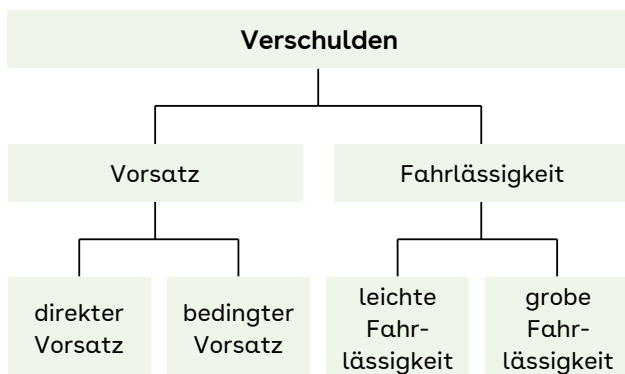 Verschulden
Vorsatz
Fahrlässigkeit
direkter
Vorsatz
bedingter
Vorsatz
leichte
Fahr-
lässigkeit
grobe
Fahr-
lässigkeit